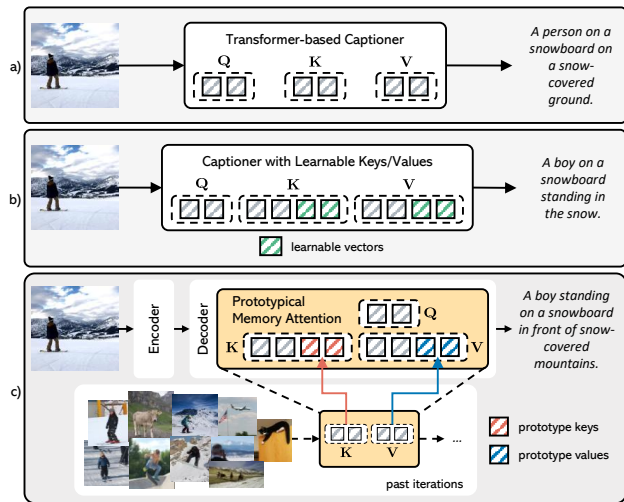 a)
Transformer-based Captioner
Q K V
A person on a
snowboard on
a snow-
covered
ground.
b)
Captioner with Learnable Keys/Values
Q K V
learnable vectors
A boy on a
snowboard
standing in
the snow.
c)
Encoder
Decoder
Prototypical
Memory Attention
Q
K
V
A boy standing
on a snowboard
in front of snow-
covered
mountains.
K V
...
past iterations
prototype keys
prototype values